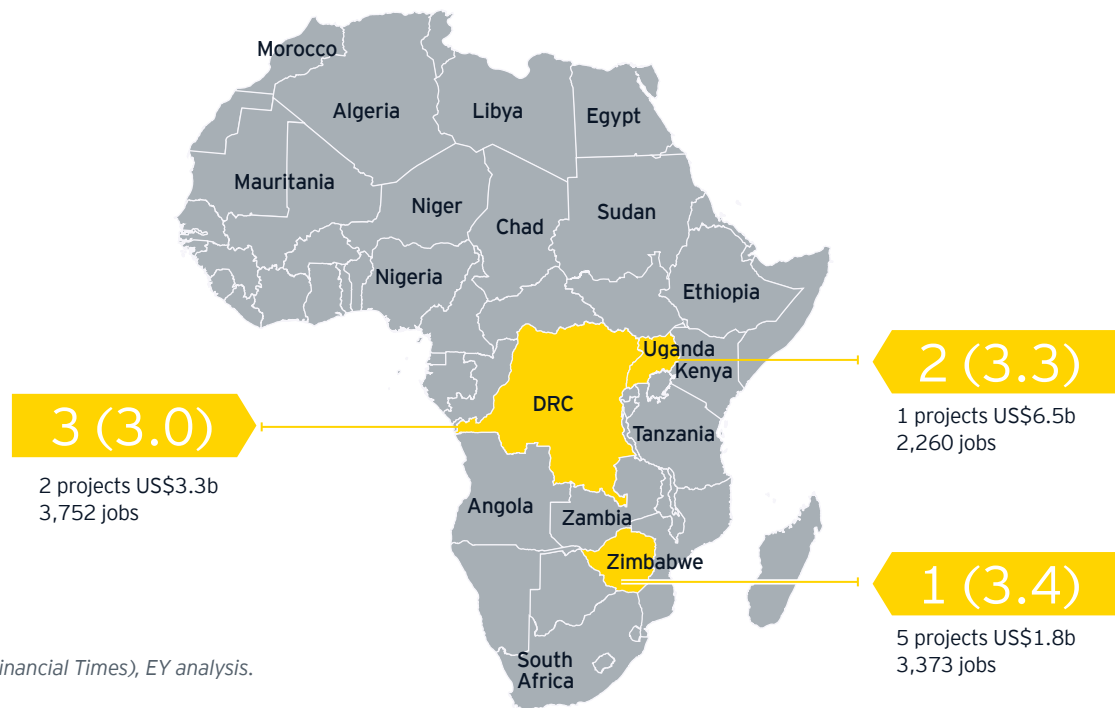 Morocco
Algeria
Libya
Egypt
Mauritania
Niger
Chad
Sudan
Nigeria
Ethiopia
Uganda
Kenya
2 (3.3)
1 projects US$6.5b
2,260 jobs
DRC
3 (3.0)
2 projects US$3.3b
3,752 jobs
Tanzania
Angola
Zambia
Zimbabwe
1 (3.4)
5 projects US$1.8b
3,373 jobs
South
Africa
inancial Times), EY analysis.